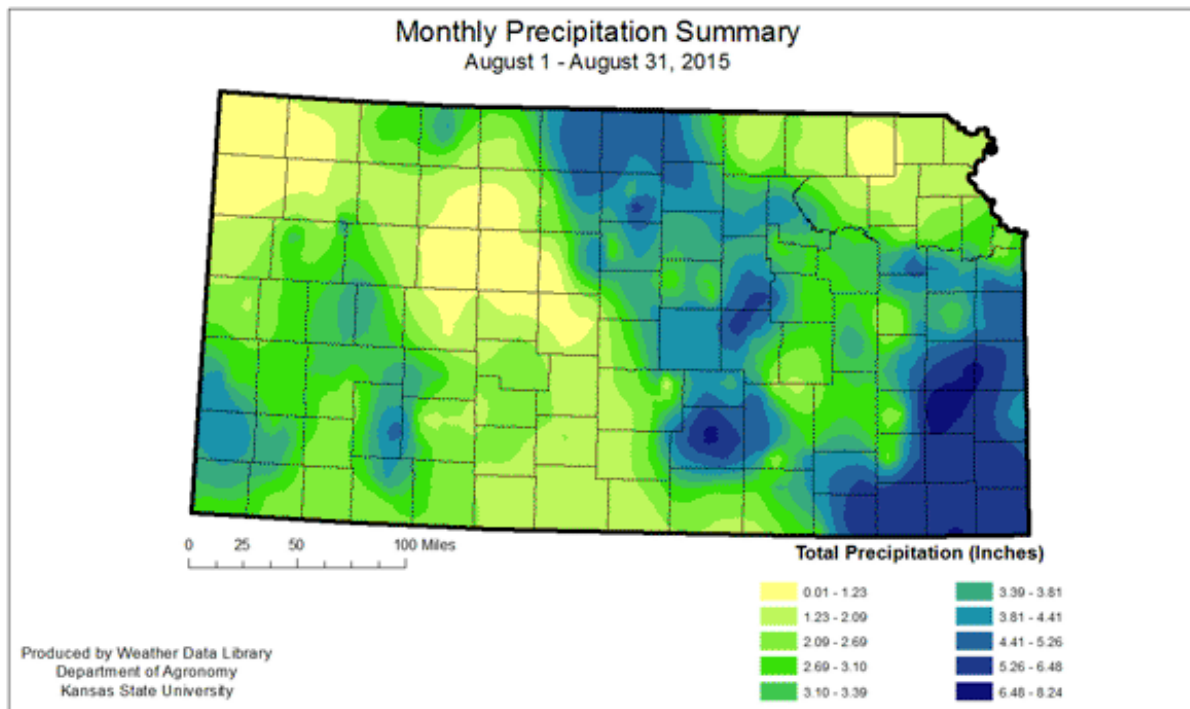 Monthly Precipitation Summary
August 1 - August 31, 2015
0 25 50 100 Miles
Total Precipitation (Inches)
0.01 - 1.23
1.23 - 2.09
2.09 - 2.69
2.69 - 3.10
3.10 - 3.39
3.39 - 3.81
3.81 - 4.41
4.41 - 5.26
5.26 - 6.48
6.48 - 8.24
Produced by Weather Data Library
Department of Agronomy
Kansas State University